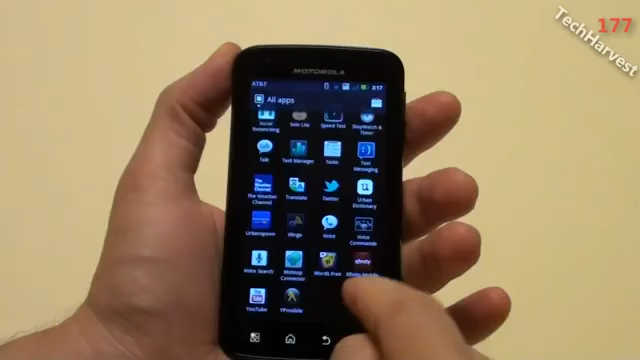 177
TechHarvest
MOTOROLA
AT&T
2:17
All apps
Social Networking
Solo Lite
Speed Test
StopWatch & Timer
Talk
Task Manager
Tasks
Text Messaging
The Weather Channel
Translate
Twitter
Urban Dictionary
Urbanspoon
Vlingo
Voice
Voice Commands
Voice Search
Webtop Connector
Words Free
Xfinity Mobile
YouTube
YPmobile